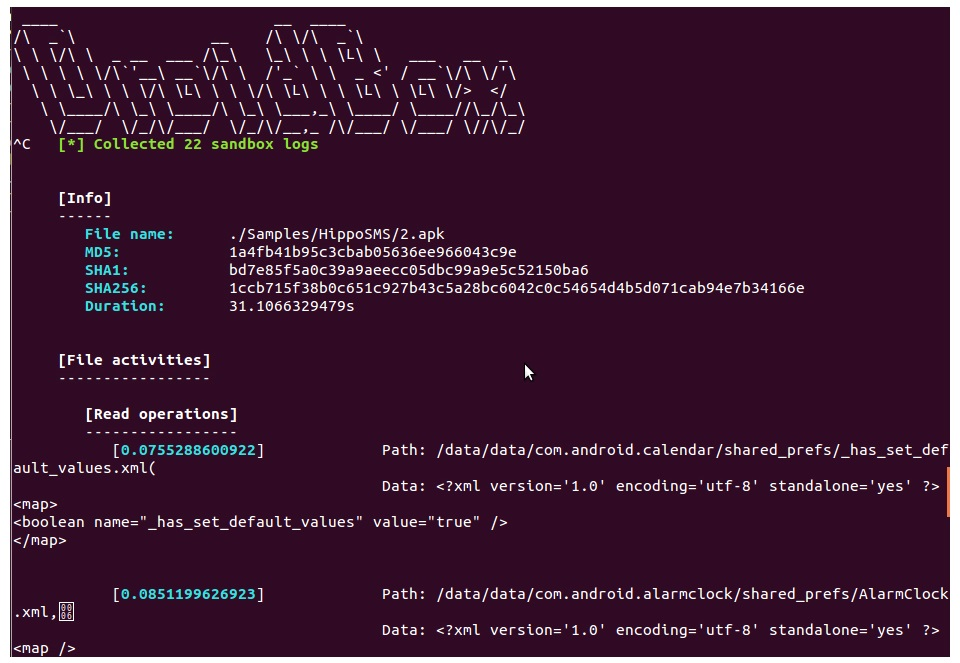 DroidBox
^C [*] Collected 22 sandbox logs
[Info]
------
File name: ./Samples/HippoSMS/2.apk
MD5: 1a4fb41b95c3cbab05636ee966043c9e
SHA1: bd7e85f5a0c39a9aeecc05dbc99a9e5c52150ba6
SHA256: 1ccb715f38b0c651c927b43c5a28bc6042c0c54654d4b5d071cab94e7b34166e
Duration: 31.1066329479s
[File activities]
-----------------
[Read operations]
-----------------
[0.0755288600922] Path: /data/data/com.android.calendar/shared_prefs/_has_set_def
ault_values.xml(
Data: <?xml version='1.0' encoding='utf-8' standalone='yes' ?>
<map>
<boolean name="_has_set_default_values" value="true" />
</map>
[0.0851199626923] Path: /data/data/com.android.alarmclock/shared_prefs/AlarmClock
.xml,
Data: <?xml version='1.0' encoding='utf-8' standalone='yes' ?>
<map />